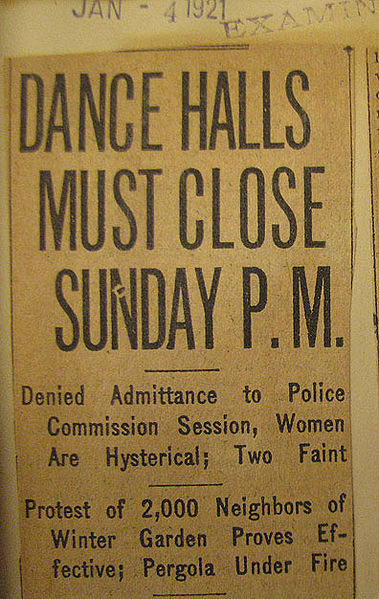 JAN - 4 1921
EXAMIN
DANCE HALLS
MUST CLOSE
SUNDAY P. M.
Denied Admittance to Police
Commission Session, Women
Are Hysterical; Two Faint
Protest of 2,000 Neighbors of
Winter Garden Proves Ef-
fective; Pergola Under Fire